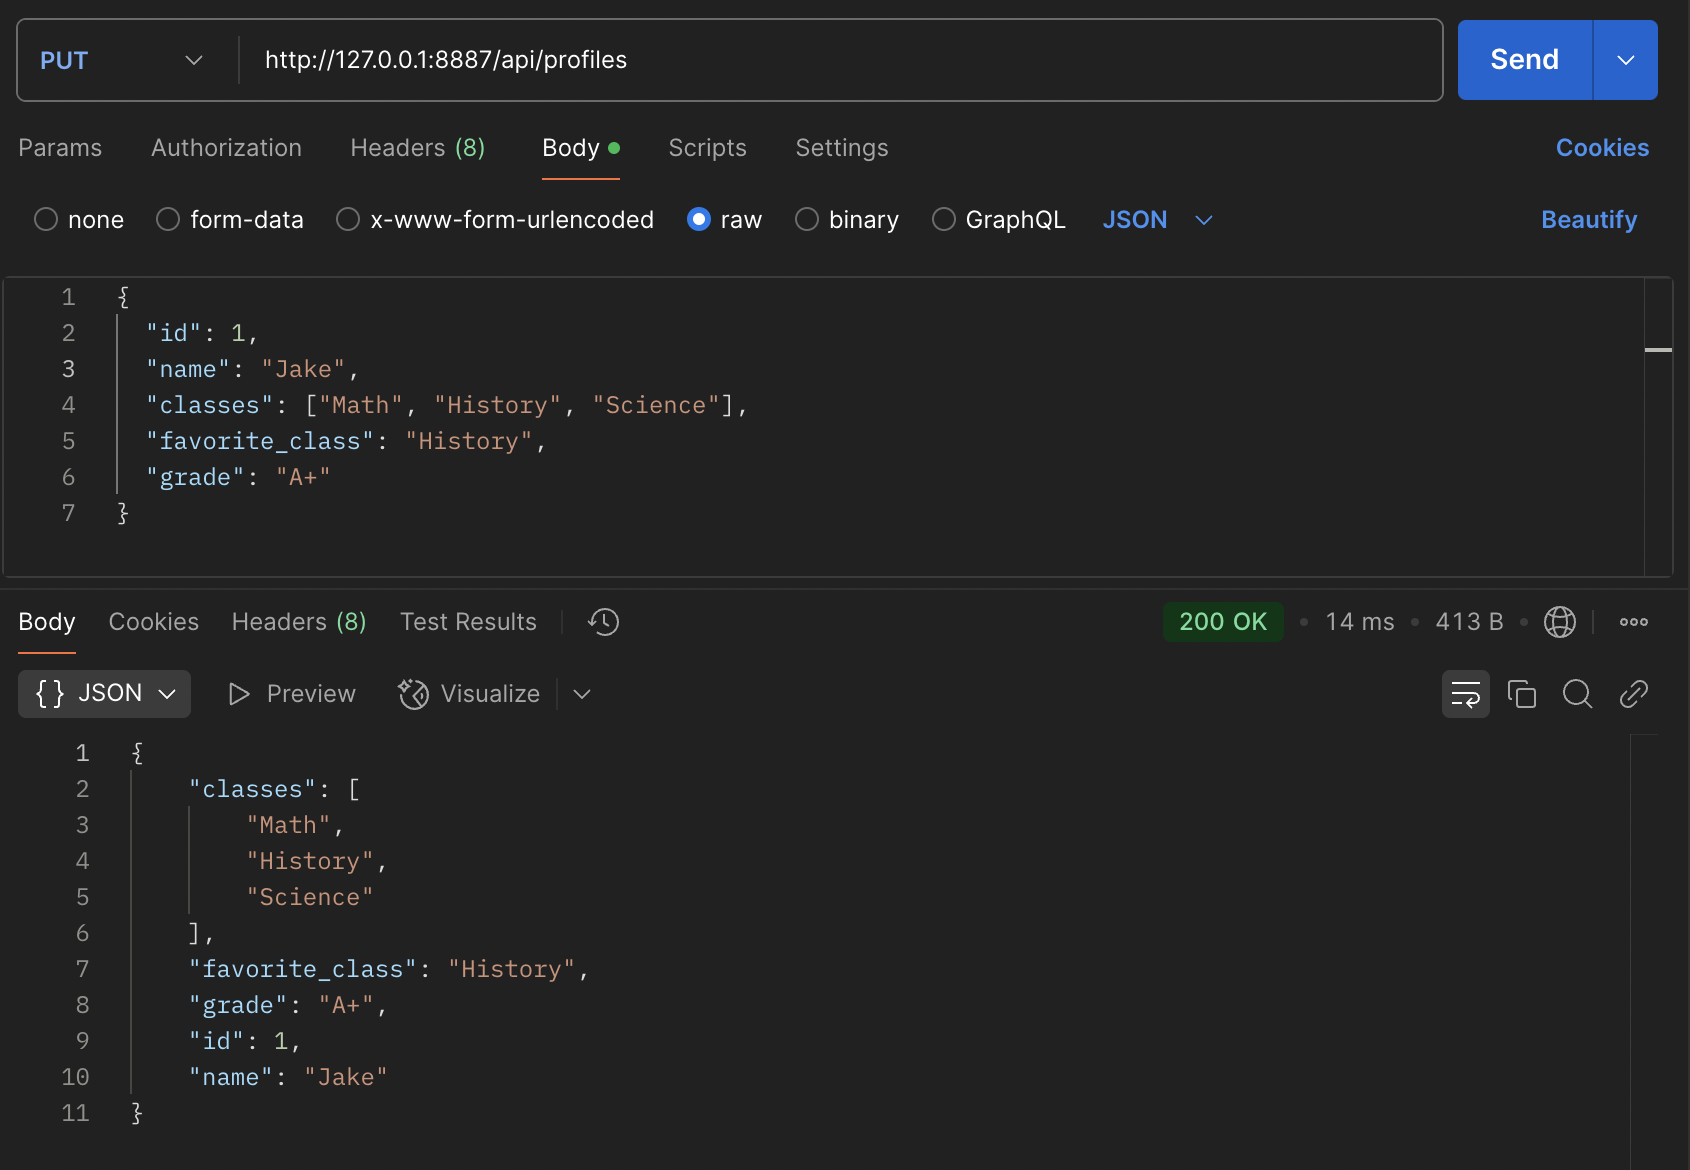 PUT http://127.0.0.1:8887/api/profiles Send
Params Authorization Headers (8) Body Scripts Settings Cookies
none form-data x-www-form-urlencoded raw binary GraphQL JSON Beautify
1 {
2 "id": 1,
3 "name": "Jake",
4 "classes": ["Math", "History", "Science"],
5 "favorite_class": "History",
6 "grade": "A+"
7 }
Body Cookies Headers (8) Test Results 200 OK • 14 ms • 413 B •
{} JSON Preview Visualize
1 {
2 "classes": [
3 "Math",
4 "History",
5 "Science"
6 ],
7 "favorite_class": "History",
8 "grade": "A+",
9 "id": 1,
10 "name": "Jake"
11 }